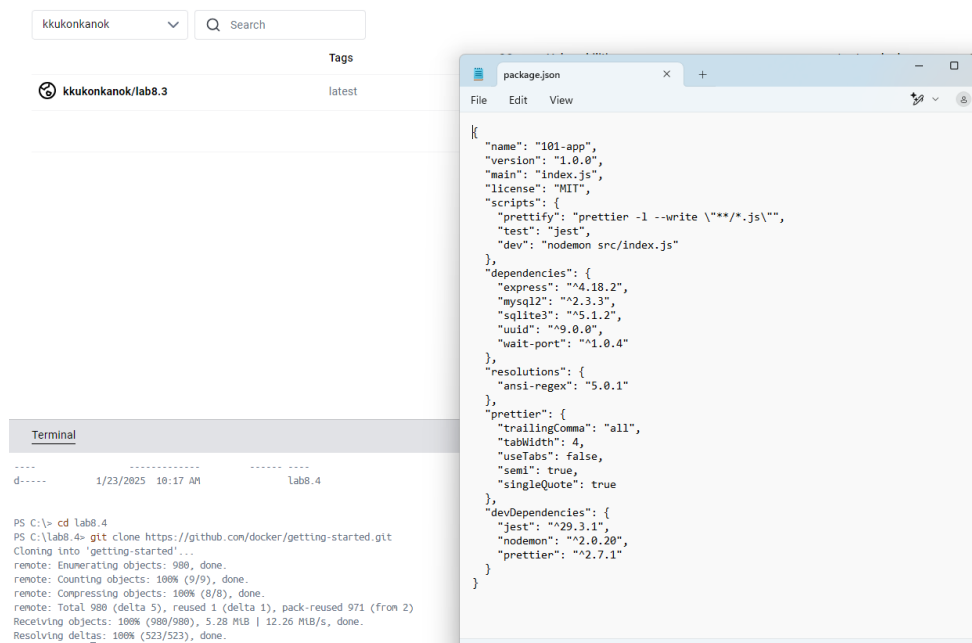 kkukonkanok
Search
Tags
kkukonkanok/lab8.3
latest
package.json
File
Edit
View
{
"name": "101-app",
"version": "1.0.0",
"main": "index.js",
"license": "MIT",
"scripts": {
"prettify": "prettier -l --write \"**/*.js\"",
"test": "jest",
"dev": "nodemon src/index.js"
},
"dependencies": {
"express": "^4.18.2",
"mysql2": "^2.3.3",
"sqlite3": "^5.1.2",
"uuid": "^9.0.0",
"wait-port": "^1.0.4"
},
"resolutions": {
"ansi-regex": "5.0.1"
},
"prettier": {
"trailingComma": "all",
"tabWidth": 4,
"useTabs": false,
"semi": true,
"singleQuote": true
},
"devDependencies": {
"jest": "^29.3.1",
"nodemon": "^2.0.20",
"prettier": "^2.7.1"
}
}
Terminal
---- ------------- ------ ----
d----- 1/23/2025 10:17 AM lab8.4
PS C:\> cd lab8.4
PS C:\lab8.4> git clone https://github.com/docker/getting-started.git
Cloning into 'getting-started'...
remote: Enumerating objects: 980, done.
remote: Counting objects: 100% (9/9), done.
remote: Compressing objects: 100% (8/8), done.
remote: Total 980 (delta 5), reused 1 (delta 1), pack-reused 971 (from 2)
Receiving objects: 100% (980/980), 5.28 MiB | 12.26 MiB/s, done.
Resolving deltas: 100% (523/523), done.